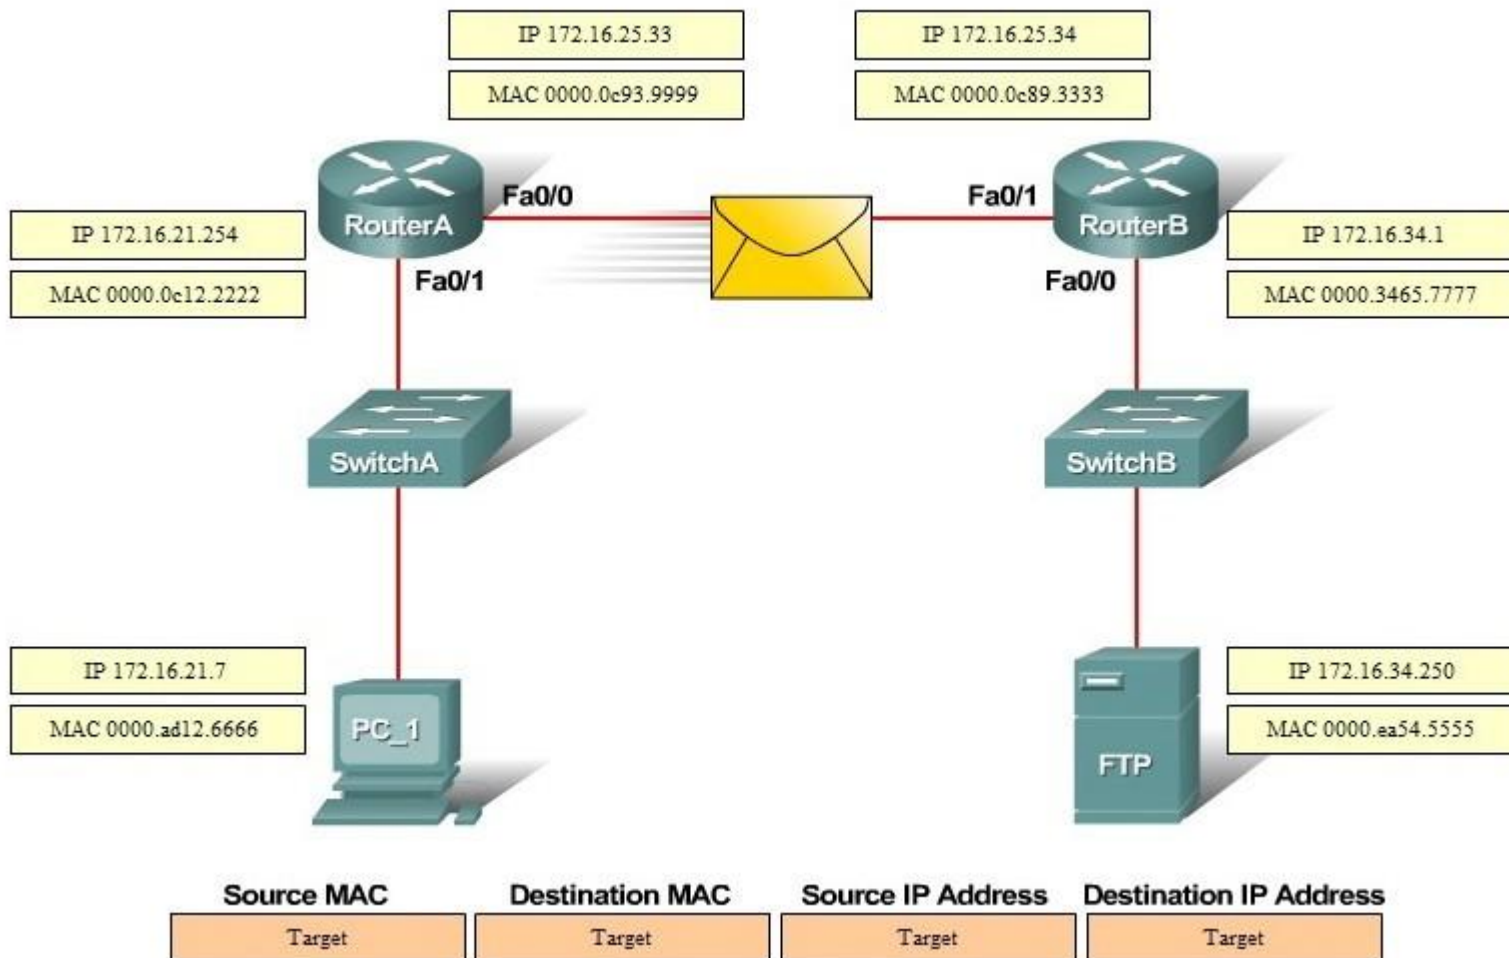 IP 172.16.25.33
IP 172.16.25.34
MAC 0000.0c93.9999
MAC 0000.0c89.3333
Fa0/0
Fa0/1
RouterA
RouterB
IP 172.16.21.254
IP 172.16.34.1
Fa0/1
Fa0/0
MAC 0000.0c12.2222
MAC 0000.3465.7777
SwitchA
SwitchB
IP 172.16.21.7
IP 172.16.34.250
MAC 0000.ad12.6666
PC_1
MAC 0000.ea54.5555
FTP
Source MAC
Destination MAC
Source IP Address
Destination IP Address
Target
Target
Target
Target